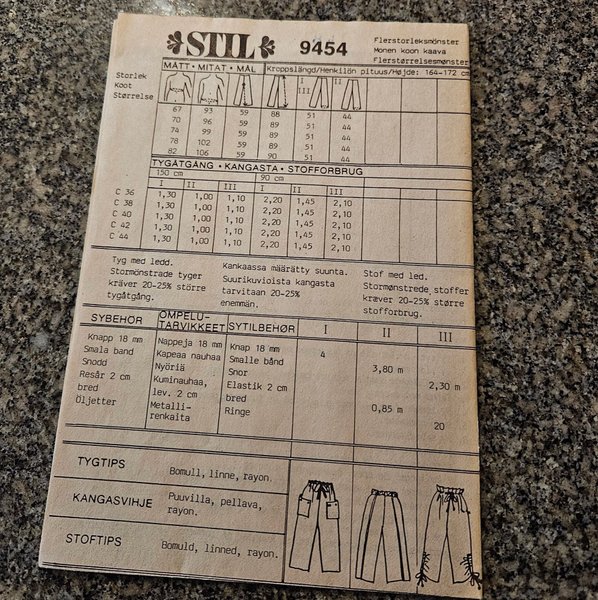 STIL 9454
Flerstorleksmönster
Monen koon kaava
Flerstørrelsesmønster
MÅTT • MITAT • MÅL
Kroppslängd/Henkilön pituus/Højde: 164-172 cm
Storlek
Koot
Størrelse
I III II
67 93 59 88 51 44
70 96 59 89 51 44
74 99 59 89 51 44
78 102 59 89 51 44
82 106 59 90 51 44
TYGÅTGÅNG • KANGASTA • STOFFORBRUG
150 cm 90 cm
I II III I II III
C 36 1,30 1,00 1,10 2,20 1,45 2,10
C 38 1,30 1,00 1,10 2,20 1,45 2,10
C 40 1,30 1,00 1,10 2,20 1,45 2,10
C 42 1,30 1,00 1,10 2,20 1,45 2,10
C 44 1,30 1,00 1,10 2,20 1,45 2,10
Tyg med ledd.
Stormönstrade tyger
kräver 20-25% större
tygåtgång.
Kankaassa määrätty suunta.
Suurikuvioista kangasta
tarvitaan 20-25%
enemmän.
Stof med led.
Stormønstrede stoffer
kræver 20-25% større
stofforbrug.
SYBEHÖR
Knapp 18 mm
Smala band
Snodd
Resår 2 cm
bred
Öljetter
OMPELU-
TARVIKKEET
Nappeja 18 mm
Kapeaa nauhaa
Nyöriä
Kuminauhaa,
lev. 2 cm
Metalli-
renkaita
SYTILBEHØR
Knap 18 mm
Smalle bånd
Snor
Elastik 2 cm
bred
Ringe
I II III
4
3,80 m
2,30 m
0,85 m
20
TYGTIPS Bomull, linne, rayon.
KANGASVIHJE Puuvilla, pellava,
rayon.
STOFTIPS Bomuld, linned, rayon.